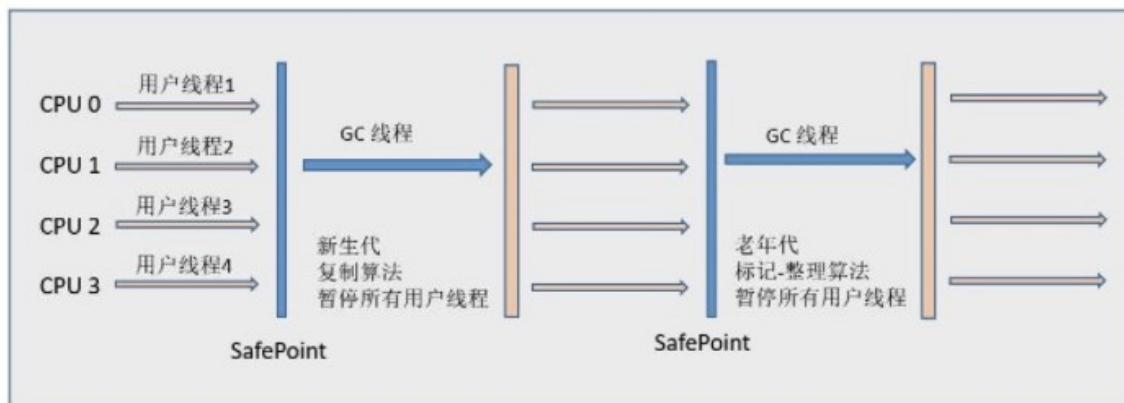 CPU 0
用户线程1
CPU 1
用户线程2
CPU 2
用户线程3
CPU 3
用户线程4
SafePoint
GC 线程
新生代
复制算法
暂停所有用户线程
SafePoint
GC 线程
老年代
标记-整理算法
暂停所有用户线程